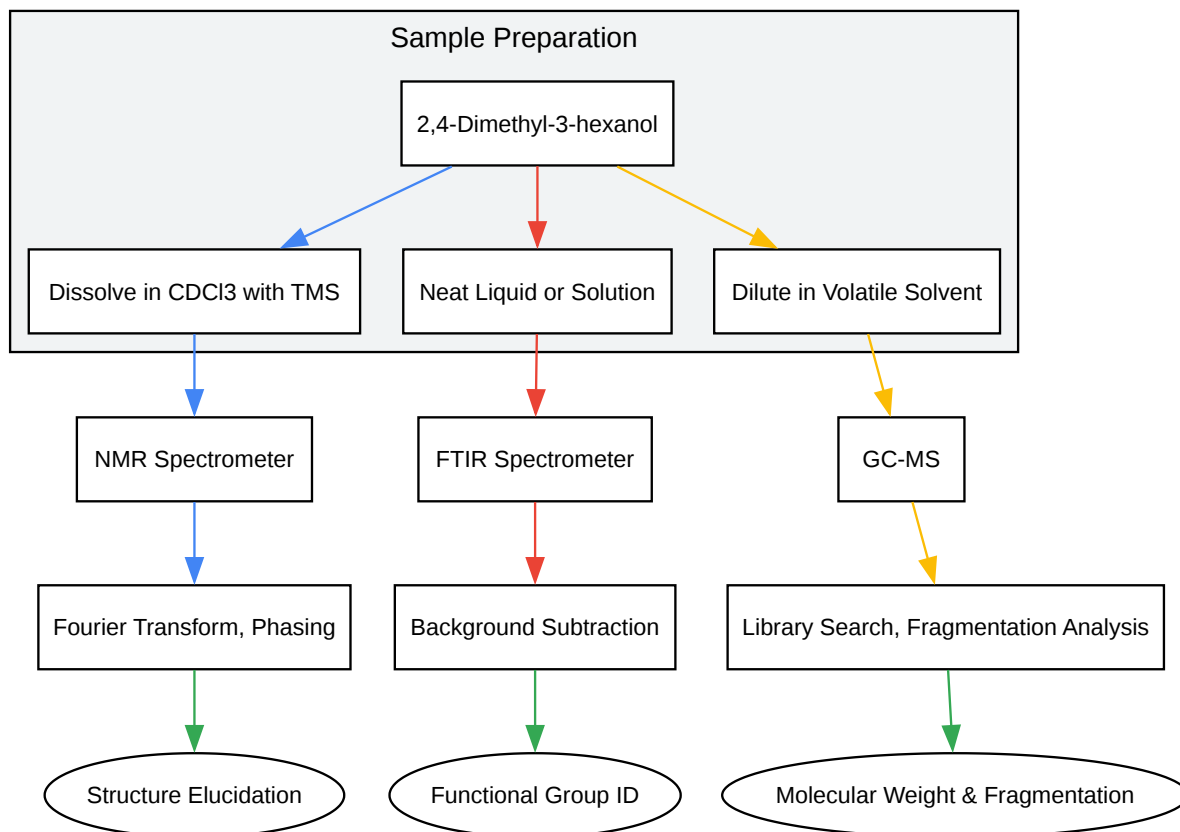 Sample Preparation
2,4-Dimethyl-3-hexanol
Dissolve in CDCl3 with TMS
Neat Liquid or Solution
Dilute in Volatile Solvent
NMR Spectrometer
FTIR Spectrometer
GC-MS
Fourier Transform, Phasing
Background Subtraction
Library Search, Fragmentation Analysis
Structure Elucidation
Functional Group ID
Molecular Weight & Fragmentation